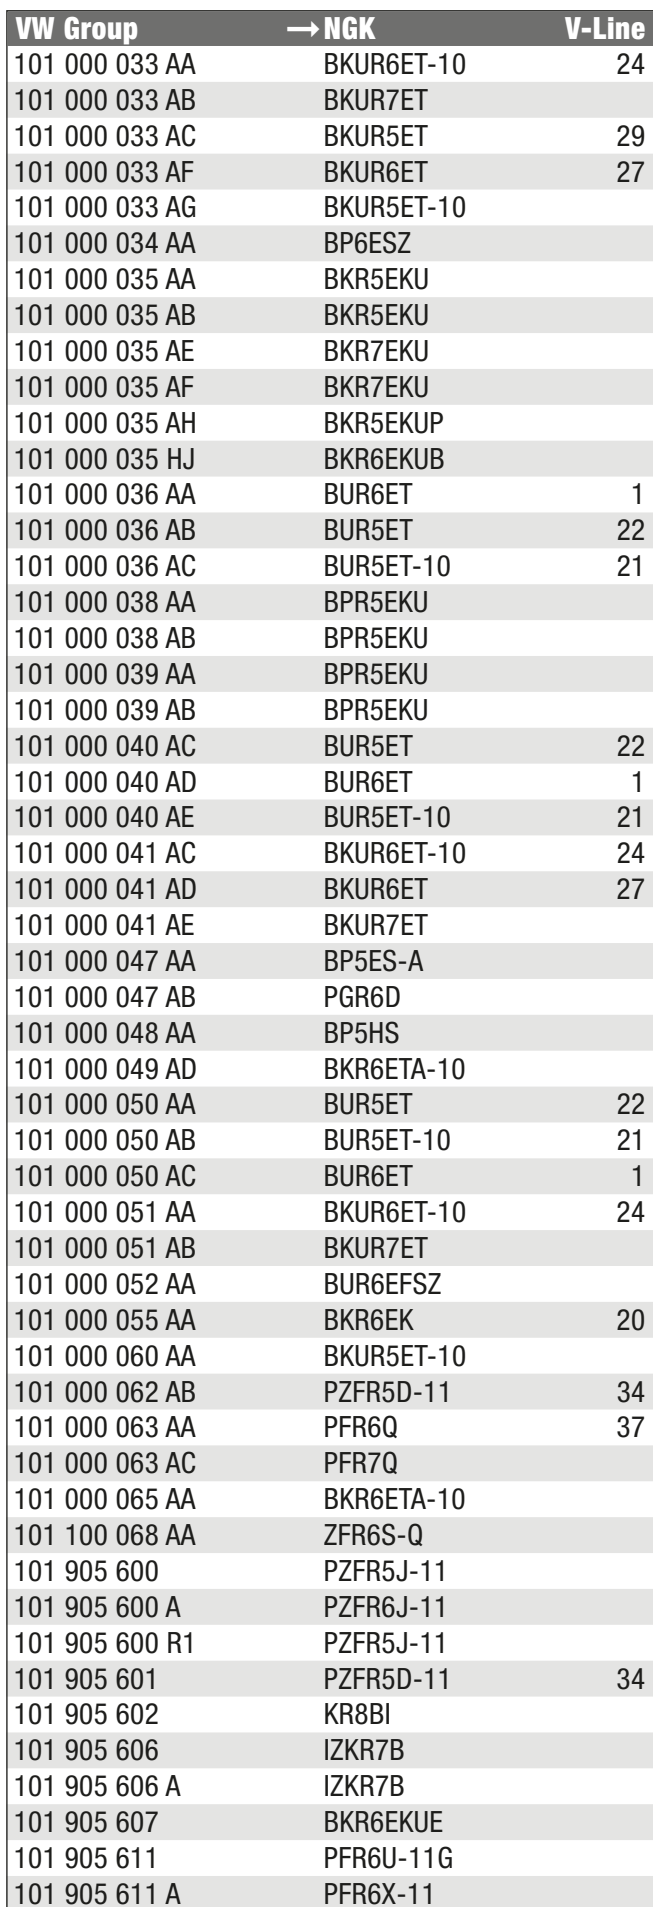 VW Group → NGK V-Line
101 000 033 AA BKUR6ET-10 24
101 000 033 AB BKUR7ET
101 000 033 AC BKUR5ET 29
101 000 033 AF BKUR6ET 27
101 000 033 AG BKUR5ET-10
101 000 034 AA BP6ESZ
101 000 035 AA BKR5EKU
101 000 035 AB BKR5EKU
101 000 035 AE BKR7EKU
101 000 035 AF BKR7EKU
101 000 035 AH BKR5EKUP
101 000 035 HJ BKR6EKUB
101 000 036 AA BUR6ET 1
101 000 036 AB BUR5ET 22
101 000 036 AC BUR5ET-10 21
101 000 038 AA BPR5EKU
101 000 038 AB BPR5EKU
101 000 039 AA BPR5EKU
101 000 039 AB BPR5EKU
101 000 040 AC BUR5ET 22
101 000 040 AD BUR6ET 1
101 000 040 AE BUR5ET-10 21
101 000 041 AC BKUR6ET-10 24
101 000 041 AD BKUR6ET 27
101 000 041 AE BKUR7ET
101 000 047 AA BP5ES-A
101 000 047 AB PGR6D
101 000 048 AA BP5HS
101 000 049 AD BKR6ETA-10
101 000 050 AA BUR5ET 22
101 000 050 AB BUR5ET-10 21
101 000 050 AC BUR6ET 1
101 000 051 AA BKUR6ET-10 24
101 000 051 AB BKUR7ET
101 000 052 AA BUR6EFSZ
101 000 055 AA BKR6EK 20
101 000 060 AA BKUR5ET-10
101 000 062 AB PZFR5D-11 34
101 000 063 AA PFR6Q 37
101 000 063 AC PFR7Q
101 000 065 AA BKR6ETA-10
101 100 068 AA ZFR6S-Q
101 905 600 PZFR5J-11
101 905 600 A PZFR6J-11
101 905 600 R1 PZFR5J-11
101 905 601 PZFR5D-11 34
101 905 602 KR8BI
101 905 606 IZKR7B
101 905 606 A IZKR7B
101 905 607 BKR6EKUE
101 905 611 PFR6U-11G
101 905 611 A PFR6X-11